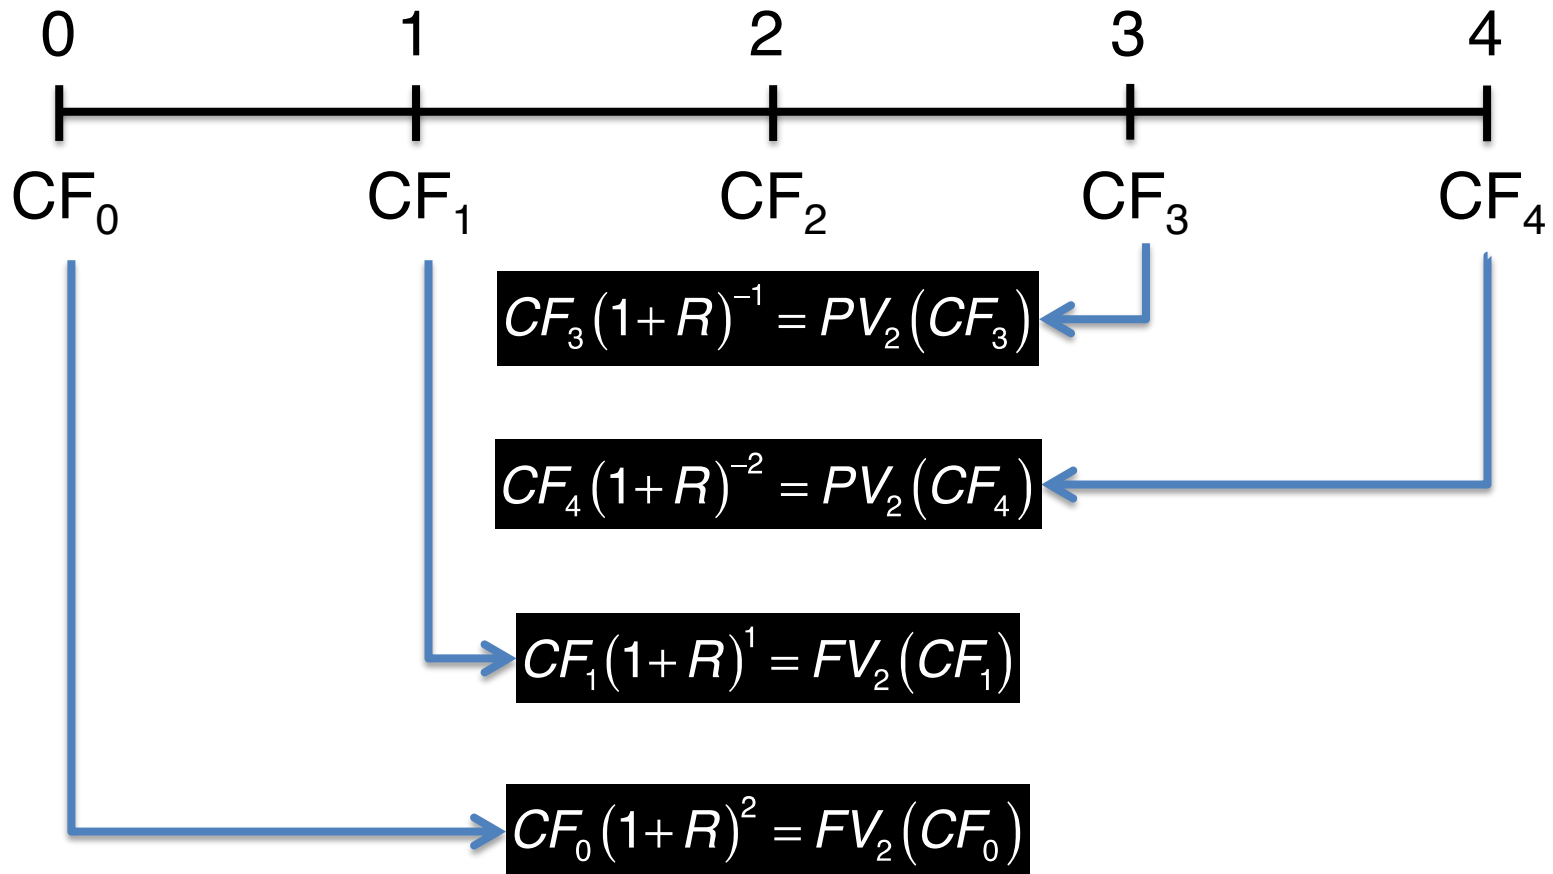 0 1 2 3 4
CF₀ CF₁ CF₂ CF₃ CF₄
CF₃(1+R)⁻¹ = PV₂(CF₃)
CF₄(1+R)⁻² = PV₂(CF₄)
CF₁(1+R)¹ = FV₂(CF₁)
CF₀(1+R)² = FV₂(CF₀)